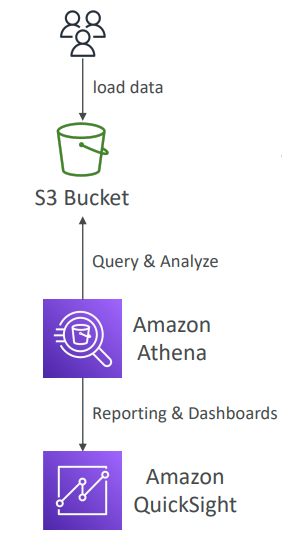 load data
S3 Bucket
Query & Analyze
Amazon
Athena
Reporting & Dashboards
Amazon
QuickSight